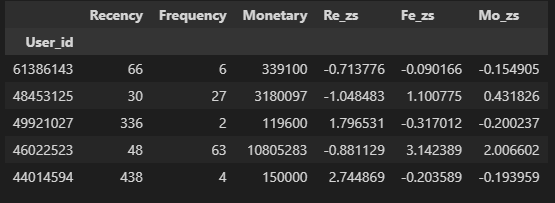 Recency Frequency Monetary Re_zs Fe_zs Mo_zs
User_id
61386143 66 6 339100 -0.713776 -0.090166 -0.154905
48453125 30 27 3180097 -1.048483 1.100775 0.431826
49921027 336 2 119600 1.796531 -0.317012 -0.200237
46022523 48 63 10805283 -0.881129 3.142389 2.006602
44014594 438 4 150000 2.744869 -0.203589 -0.193959